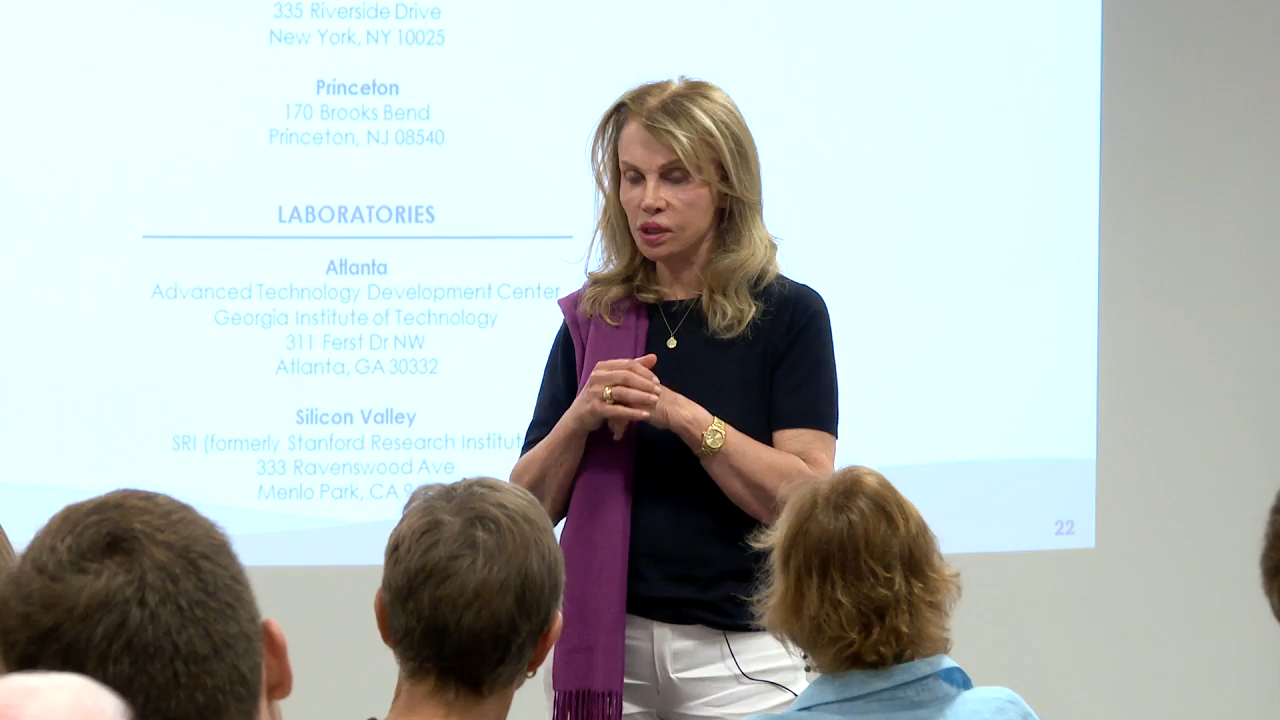 335 Riverside Drive
New York, NY 10025
Princeton
170 Brooks Bend
Princeton, NJ 08540
LABORATORIES
Atlanta
Advanced Technology Development Center
Georgia Institute of Technology
311 Ferst Dr NW
Atlanta, GA 30332
Silicon Valley
SRI (formerly Stanford Research Institut
333 Ravenswood Ave
Menlo Park, CA 9
22